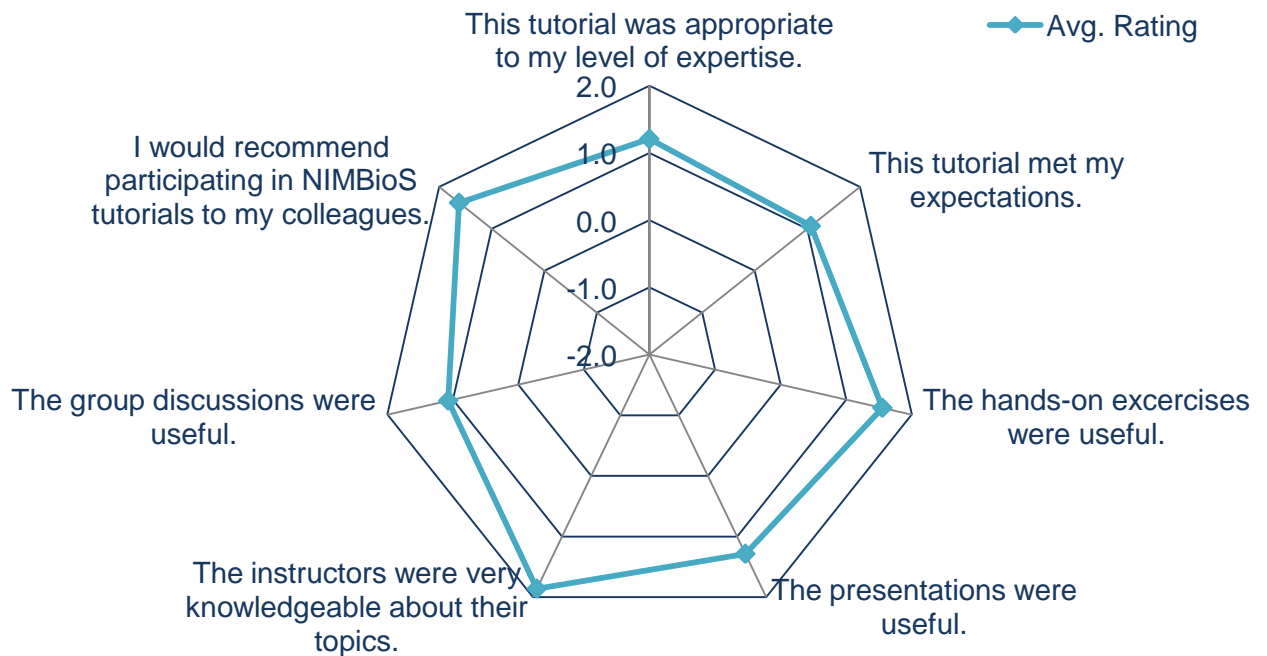 This tutorial was appropriate
to my level of expertise.
Avg. Rating
2.0
1.0
0.0
-1.0
-2.0
This tutorial met my
expectations.
The hands-on excercises
were useful.
The presentations were
useful.
The instructors were very
knowledgeable about their
topics.
The group discussions were
useful.
I would recommend
participating in NIMBioS
tutorials to my colleagues.